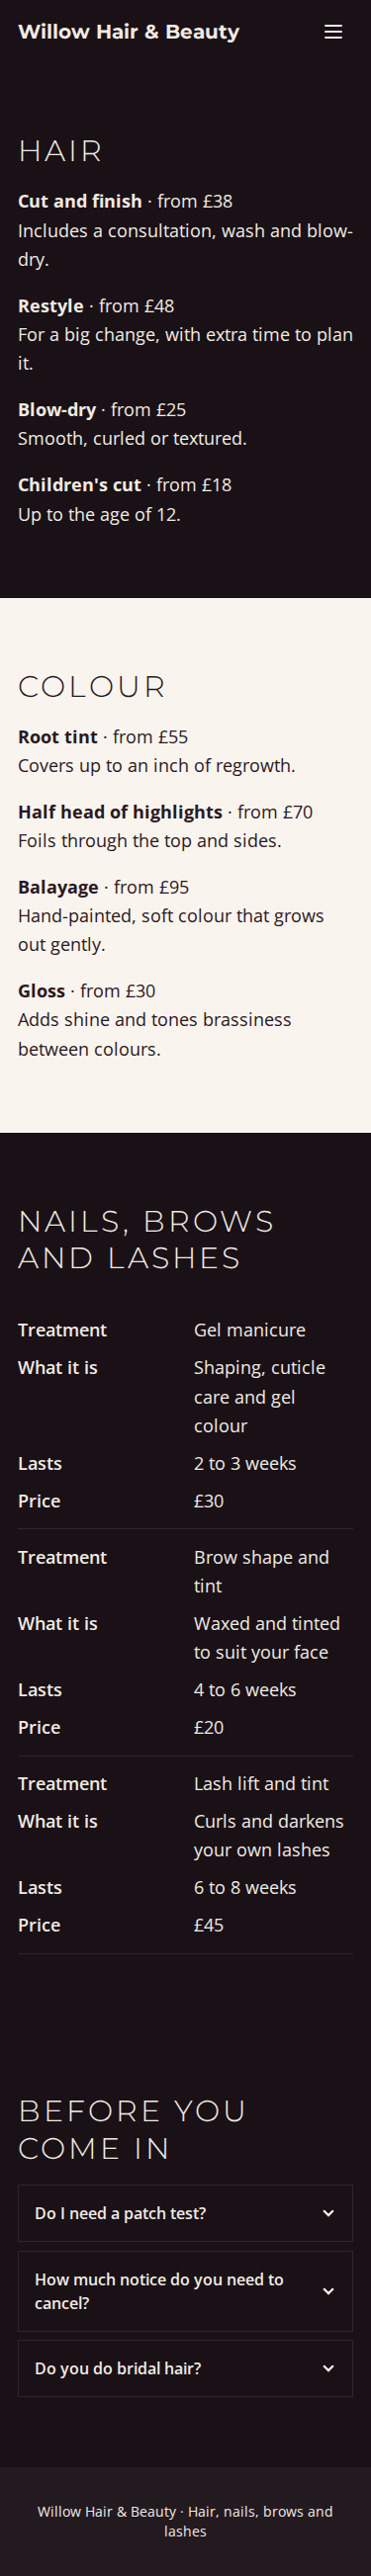 Willow Hair & Beauty
HAIR
Cut and finish · from £38
Includes a consultation, wash and blow-
dry.
Restyle · from £48
For a big change, with extra time to plan
it.
Blow-dry · from £25
Smooth, curled or textured.
Children's cut · from £18
Up to the age of 12.
COLOUR
Root tint · from £55
Covers up to an inch of regrowth.
Half head of highlights · from £70
Foils through the top and sides.
Balayage · from £95
Hand-painted, soft colour that grows
out gently.
Gloss · from £30
Adds shine and tones brassiness
between colours.
NAILS, BROWS
AND LASHES
Treatment Gel manicure
What it is Shaping, cuticle
care and gel
colour
Lasts 2 to 3 weeks
Price £30
Treatment Brow shape and
tint
What it is Waxed and tinted
to suit your face
Lasts 4 to 6 weeks
Price £20
Treatment Lash lift and tint
What it is Curls and darkens
your own lashes
Lasts 6 to 8 weeks
Price £45
BEFORE YOU
COME IN
Do I need a patch test?
How much notice do you need to
cancel?
Do you do bridal hair?
Willow Hair & Beauty · Hair, nails, brows and
lashes